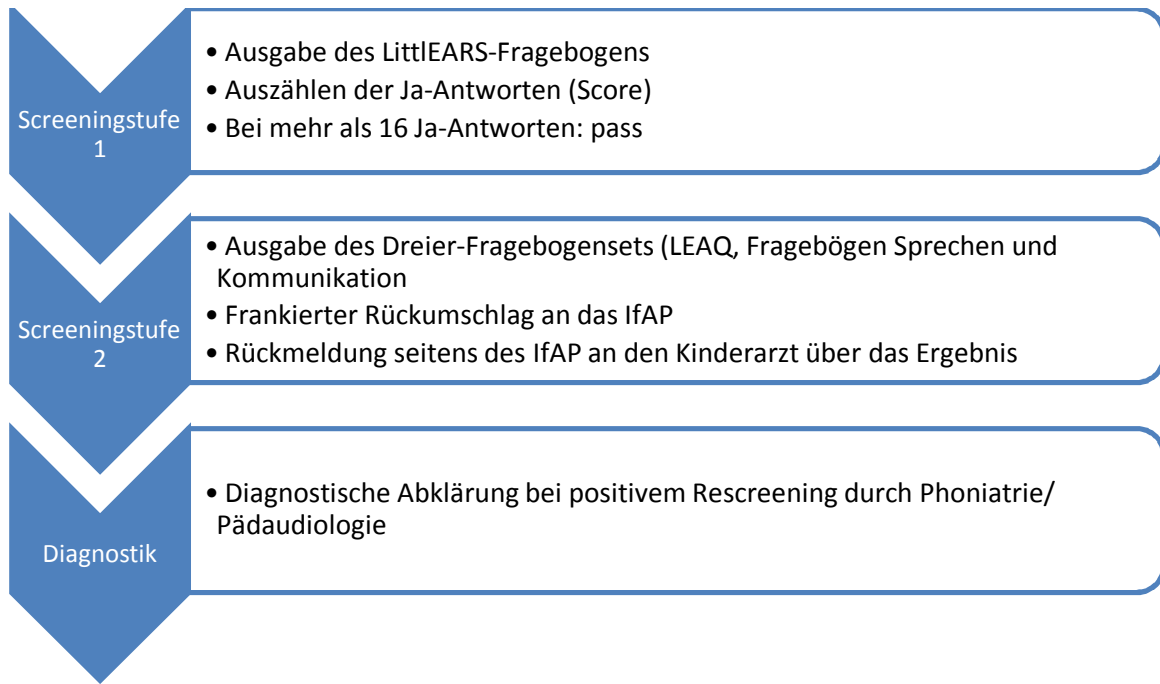 Screeningstufe
1
• Ausgabe des LittlEARS-Fragebogens
• Auszählen der Ja-Antworten (Score)
• Bei mehr als 16 Ja-Antworten: pass
Screeningstufe
2
• Ausgabe des Dreier-Fragebogensets (LEAQ, Fragebögen Sprechen und
Kommunikation
• Frankierter Rückumschlag an das IfAP
• Rückmeldung seitens des IfAP an den Kinderarzt über das Ergebnis
Diagnostik
• Diagnostische Abklärung bei positivem Rescreening durch Phoniatrie/
Pädaudiologie